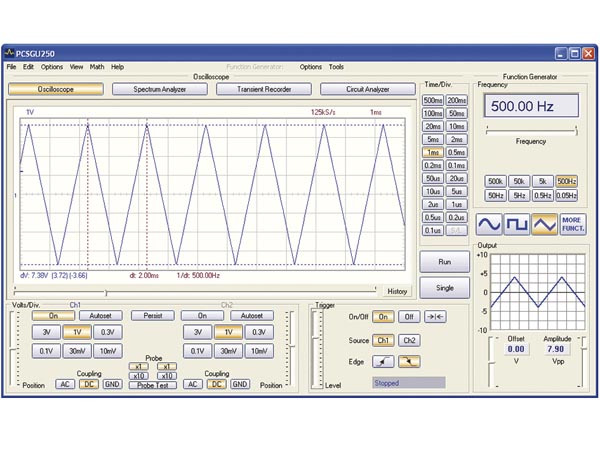 PCSGU250
File Edit Options View Math Help Function Generator: Options Tools
Oscilloscope
Oscilloscope Spectrum Analyzer Transient Recorder Circuit Analyzer
1V 125kS/s 1ms
dV: 7.38V (3.72) (-3.66) dt: 2.00ms 1/dt: 500.00Hz
History
Time/Div.
500ms 200ms
100ms 50ms
20ms 10ms
5ms 2ms
1ms 0.5ms
0.2ms 0.1ms
50us 20us
10us 5us
2us 1us
0.5us 0.2us
0.1us
Run
Single
Function Generator
Frequency
500.00 Hz
Frequency
500k 50k 5k 500Hz
50Hz 5Hz 0.5Hz 0.05Hz
MORE
FUNCT.
Output
+10
+5
0
-5
-10
Offset Amplitude
0.00 7.90
V Vpp
Volts/Div. Ch1 Ch2
On Autoset Persist On Autoset
3V 1V 0.3V 3V 1V 0.3V
0.1V 30mV 10mV 0.1V 30mV 10mV
Probe
x1 x1
x10 x10
Probe Test
Coupling Coupling
Position AC DC GND AC DC GND Position
Trigger
On/Off On Off
Source Ch1 Ch2
Edge
Level Stopped